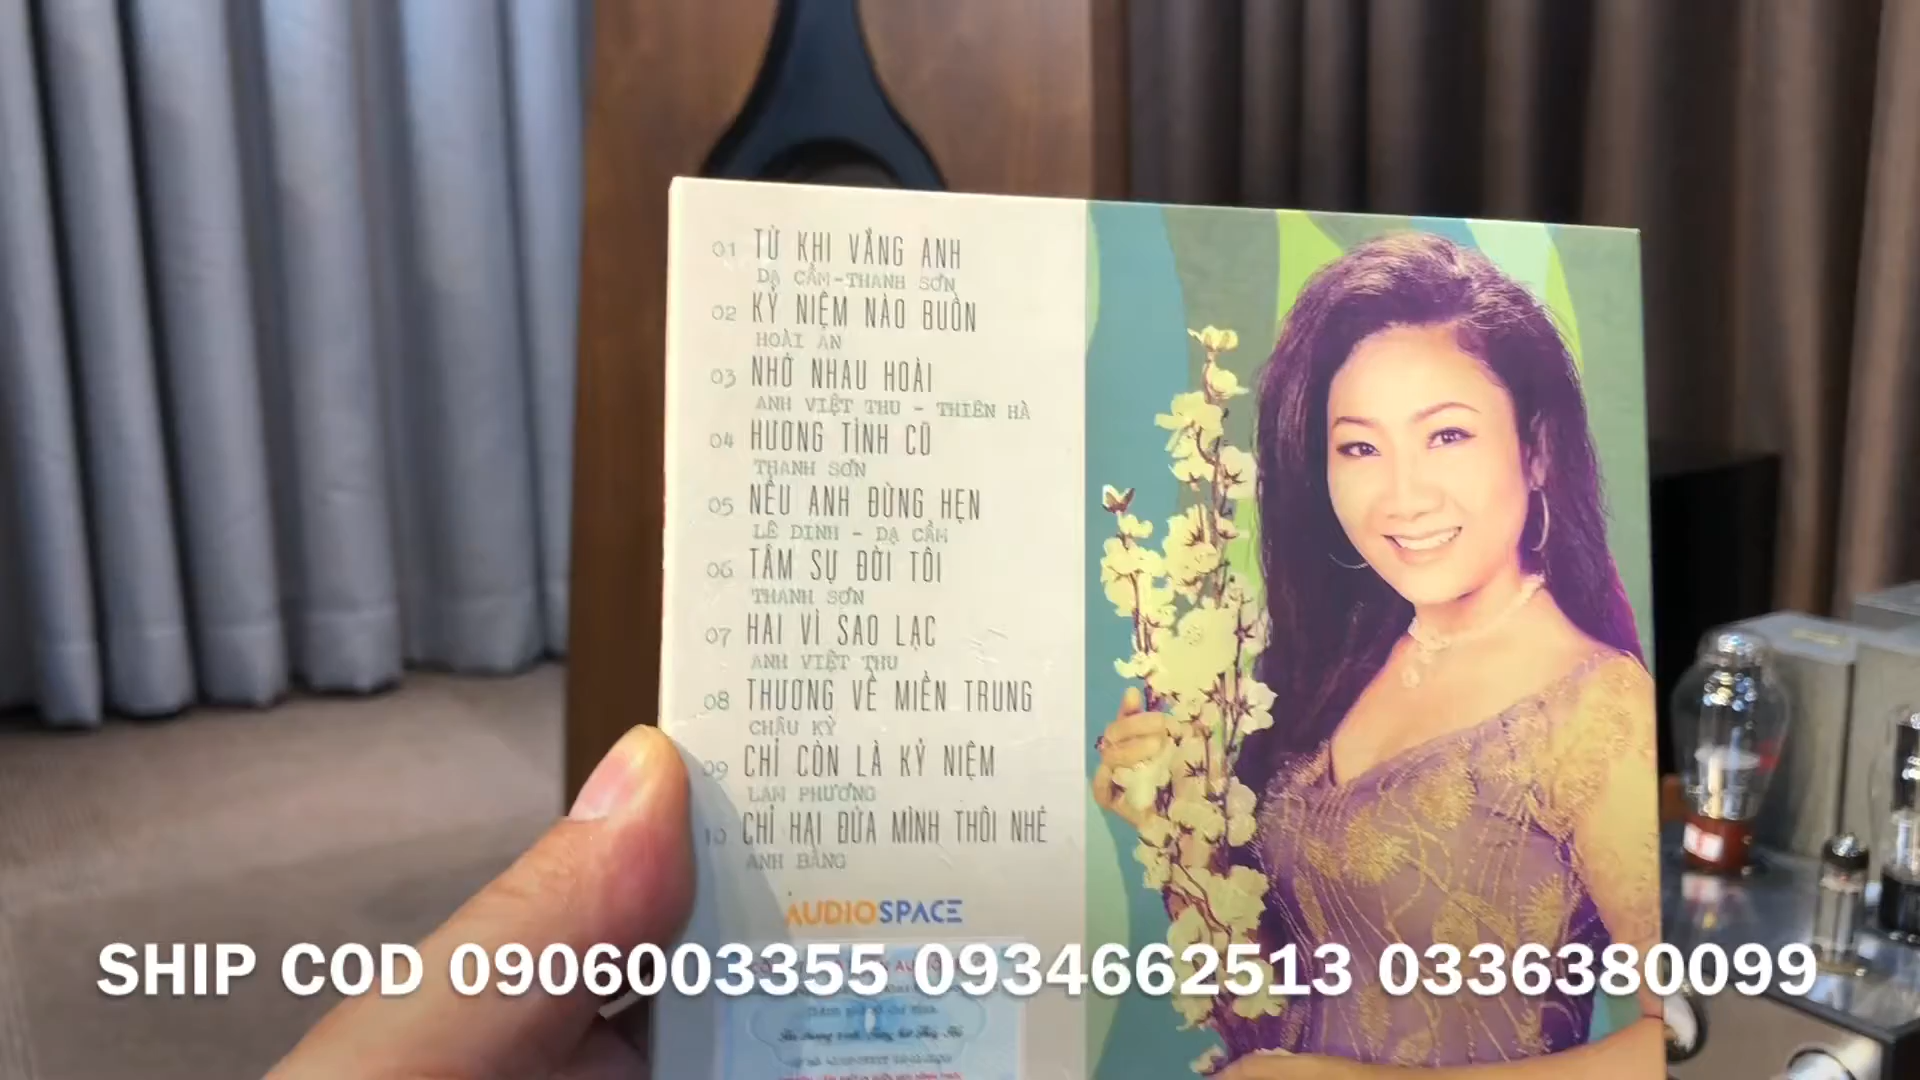 01 TỪ KHI VẮNG ANH
DẠ CẦM-THANH SƠN
02 KỶ NIỆM NÀO BUỒN
HOÀI AN
03 NHỚ NHAU HOÀI
ANH VIỆT THU - THIÊN HÀ
04 HƯƠNG TÌNH CŨ
THANH SƠN
05 NẾU ANH ĐỪNG HẸN
LÊ DINH - DẠ CẦM
06 TÂM SỰ ĐỜI TÔI
THANH SƠN
07 HAI VÌ SAO LẠC
ANH VIỆT THU
08 THƯƠNG VỀ MIỀN TRUNG
CHÂU KỲ
09 CHỈ CÒN LÀ KỶ NIỆM
LAM PHƯƠNG
10 CHỈ HAI ĐỨA MÌNH THÔI NHÉ
ANH BẰNG
AUDIOSPACE
SHIP COD 0906003355 0934662513 0336380099